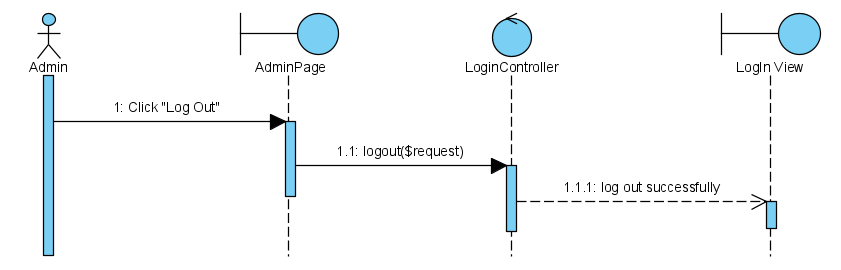 Admin
AdminPage
LoginController
LogIn View
1: Click "Log Out"
1.1: logout($request)
1.1.1: log out successfully